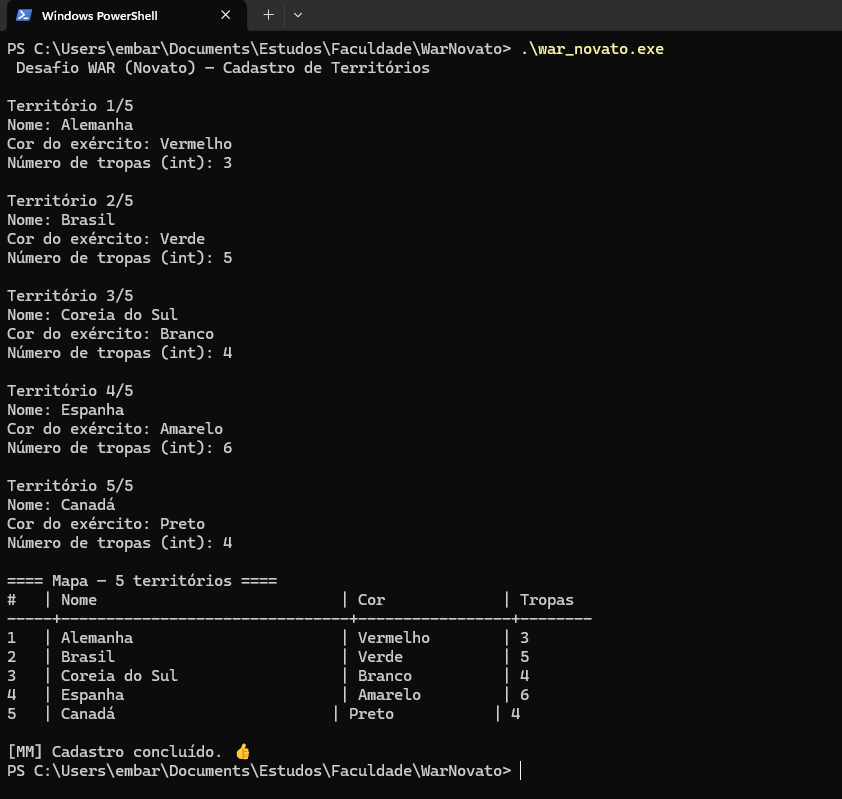 Windows PowerShell
PS C:\Users\embar\Documents\Estudos\Faculdade\WarNovato> .\war_novato.exe
 Desafio WAR (Novato) — Cadastro de Territórios

Território 1/5
Nome: Alemanha
Cor do exército: Vermelho
Número de tropas (int): 3

Território 2/5
Nome: Brasil
Cor do exército: Verde
Número de tropas (int): 5

Território 3/5
Nome: Coreia do Sul
Cor do exército: Branco
Número de tropas (int): 4

Território 4/5
Nome: Espanha
Cor do exército: Amarelo
Número de tropas (int): 6

Território 5/5
Nome: Canadá
Cor do exército: Preto
Número de tropas (int): 4

==== Mapa — 5 territórios ====
#   | Nome                           | Cor             | Tropas
-----+--------------------------------+-----------------+--------
1   | Alemanha                       | Vermelho        | 3
2   | Brasil                         | Verde           | 5
3   | Coreia do Sul                  | Branco          | 4
4   | Espanha                        | Amarelo         | 6
5   | Canadá                        | Preto           | 4

[MM] Cadastro concluído. 👍
PS C:\Users\embar\Documents\Estudos\Faculdade\WarNovato>